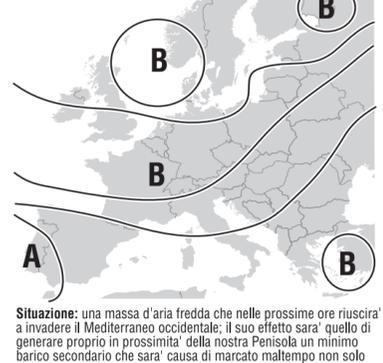 B
B
B
A
B
Situazione: una massa d'aria fredda che nelle prossime ore riuscira'
a invadere il Mediterraneo occidentale; il suo effetto sara' quello di
generare proprio in prossimita' della nostra Penisola un minimo
barico secondario che sara' causa di marcato maltempo non solo